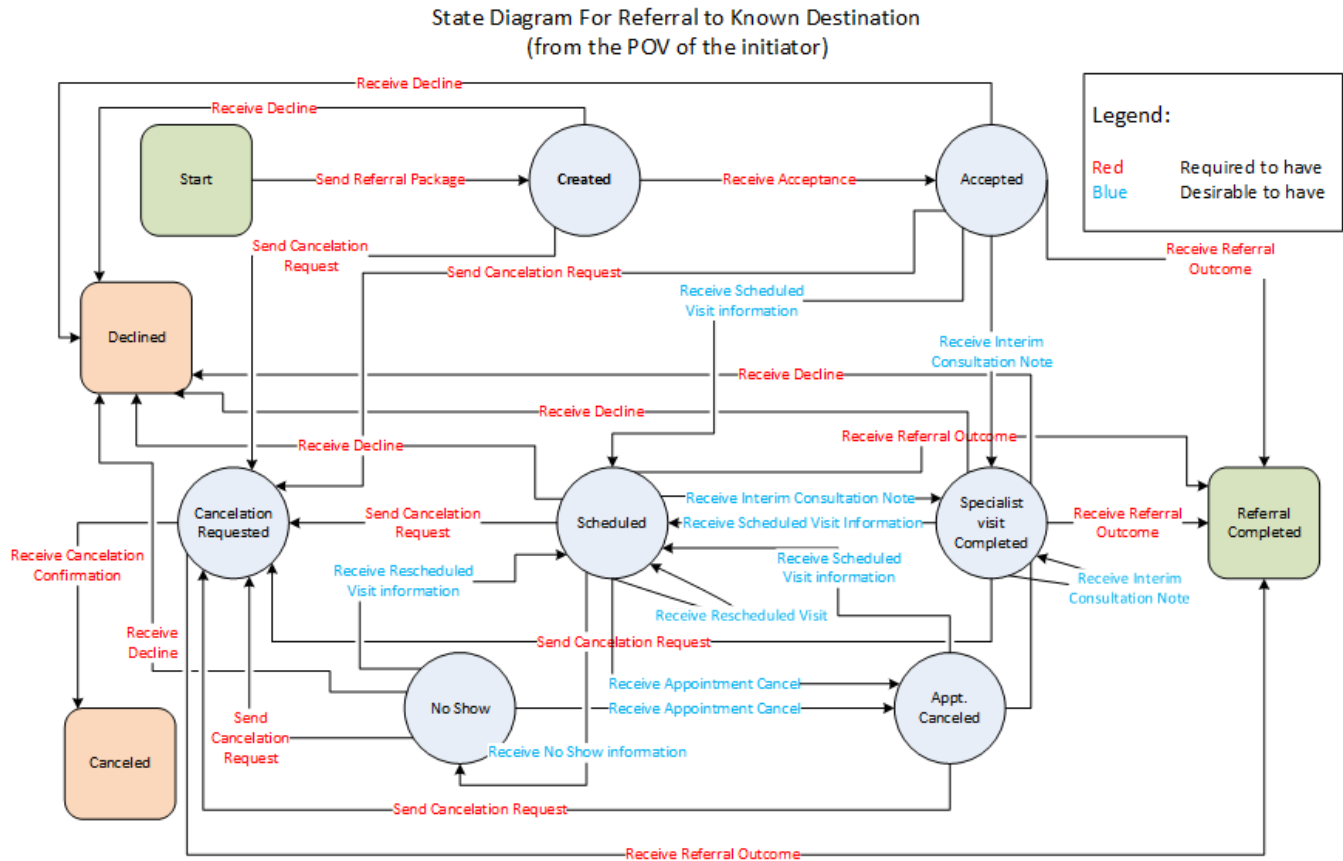 State Diagram For Referral to Known Destination
(from the POV of the initiator)
Receive Decline
Receive Decline
Legend:
Red Required to have
Blue Desirable to have
Start
Send Referral Package
Created
Receive Acceptance
Accepted
Send Cancelation
Request
Send Cancelation Request
Receive Referral
Outcome
Receive Scheduled
Visit information
Declined
Receive Interim
Consultation Note
Receive Decline
Receive Decline
Receive Decline
Receive Referral Outcome
Cancelation
Requested
Send Cancelation
Request
Scheduled
Receive Interim Consultation Note
Receive Scheduled Visit Information
Specialist
visit
Completed
Receive Referral
Outcome
Referral
Completed
Receive Cancelation
Confirmation
Receive Rescheduled
Visit information
Receive Scheduled
Visit information
Receive Interim
Consultation Note
Receive Rescheduled Visit
Receive
Decline
Send Cancelation Request
Receive Appointment Cancel
No Show
Receive Appointment Cancel
Appt.
Canceled
Send
Cancelation
Request
Receive No Show information
Canceled
Send Cancelation Request
Receive Referral Outcome